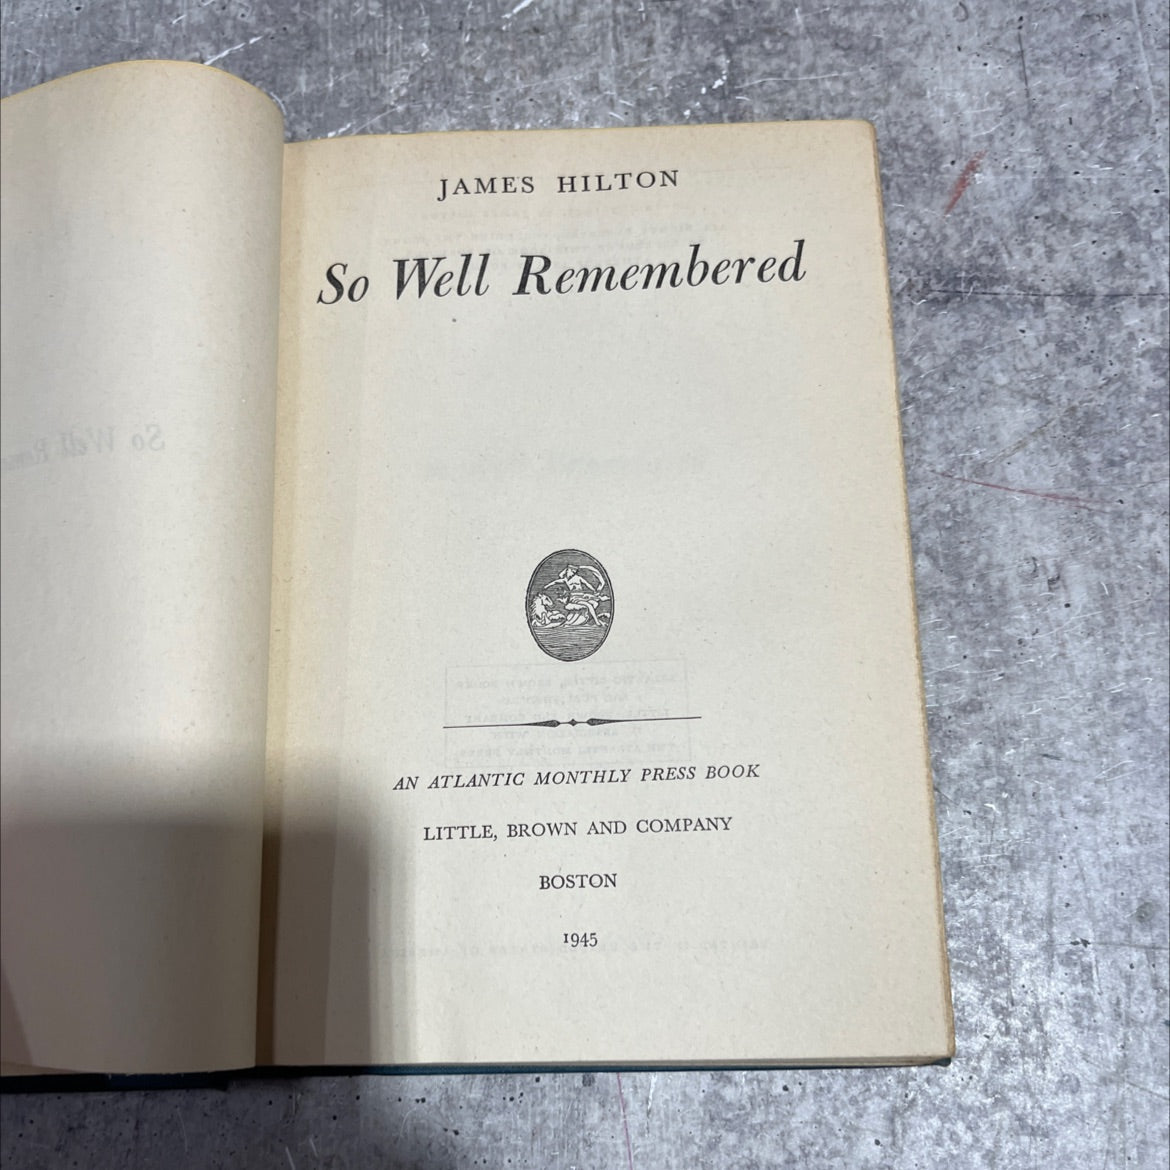 JAMES HILTON
So Well Remembered
AN ATLANTIC MONTHLY PRESS BOOK
LITTLE, BROWN AND COMPANY
BOSTON
1945